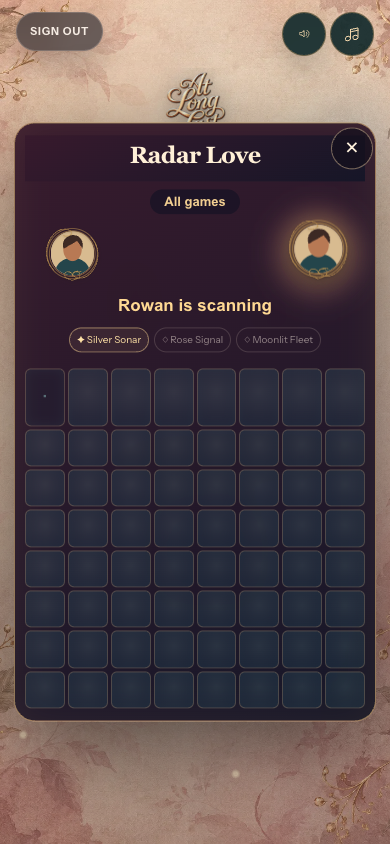 SIGN OUT
At
Long
Radar Love
All games
Rowan is scanning
Silver Sonar
Rose Signal
Moonlit Fleet